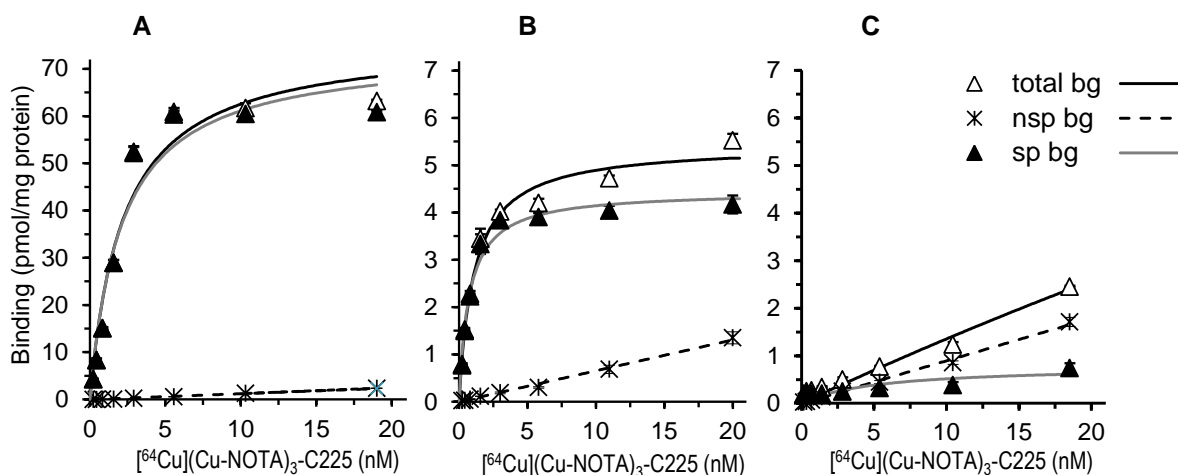 A
B
C
Binding (pmol/mg protein)
70
60
50
40
30
20
10
0
0 5 10 15 20
[⁶⁴Cu](Cu-NOTA)₃-C225 (nM)
7
6
5
4
3
2
1
0
0 5 10 15 20
[⁶⁴Cu](Cu-NOTA)₃-C225 (nM)
7
6
5
4
3
2
1
0
0 5 10 15 20
[⁶⁴Cu](Cu-NOTA)₃-C225 (nM)
total bg
nsp bg
sp bg